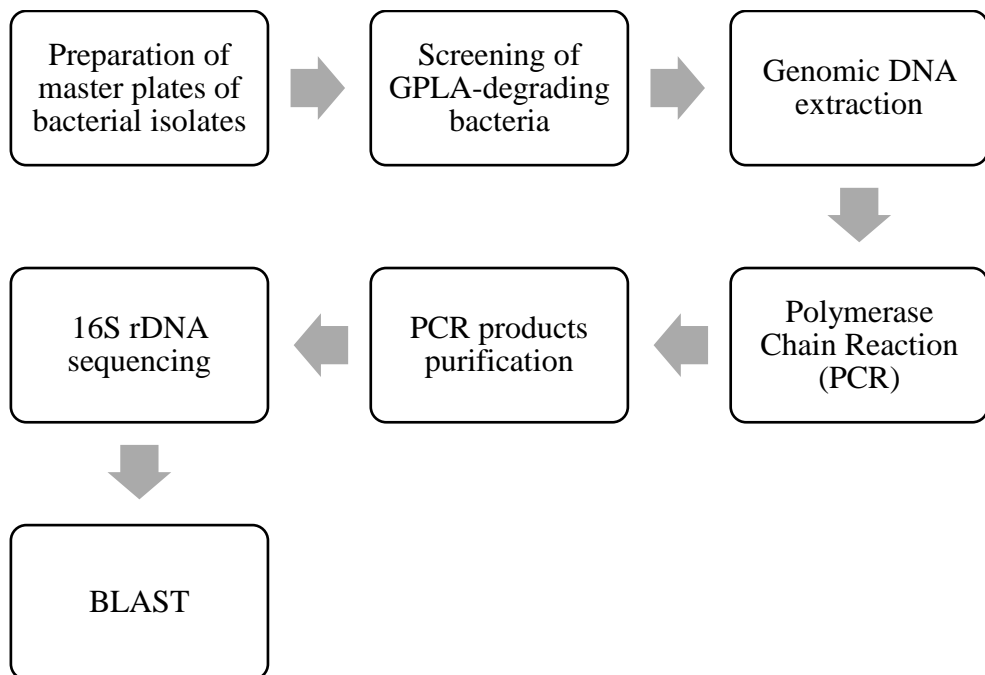 Preparation of
master plates of
bacterial isolates
Screening of
GPLA-degrading
bacteria
Genomic DNA
extraction
Polymerase
Chain Reaction
(PCR)
PCR products
purification
16S rDNA
sequencing
BLAST